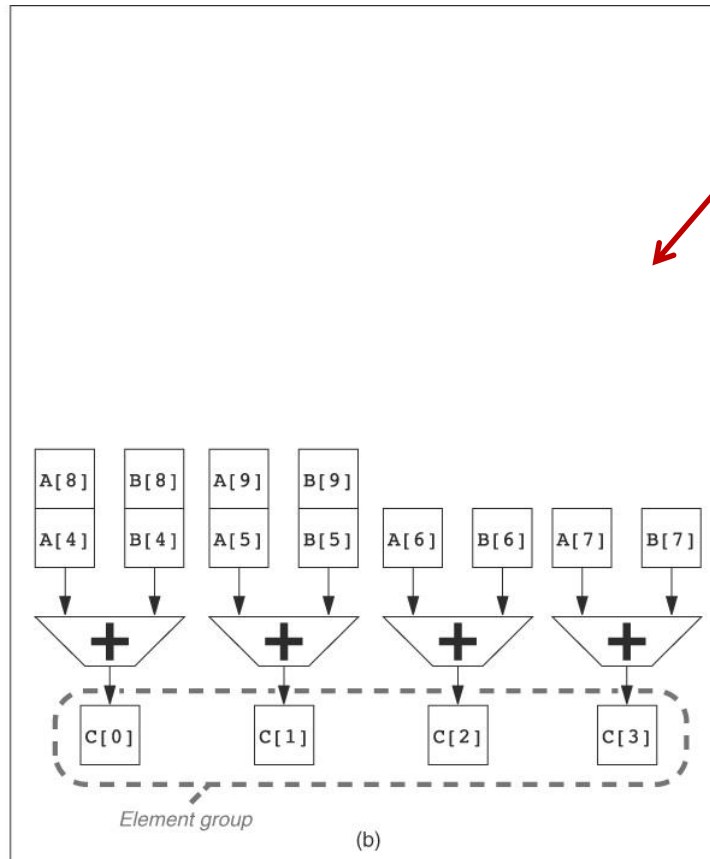 A[8] B[8] A[9] B[9]
A[4] B[4] A[5] B[5] A[6] B[6] A[7] B[7]
+ + + +
C[0] C[1] C[2] C[3]
Element group
(b)